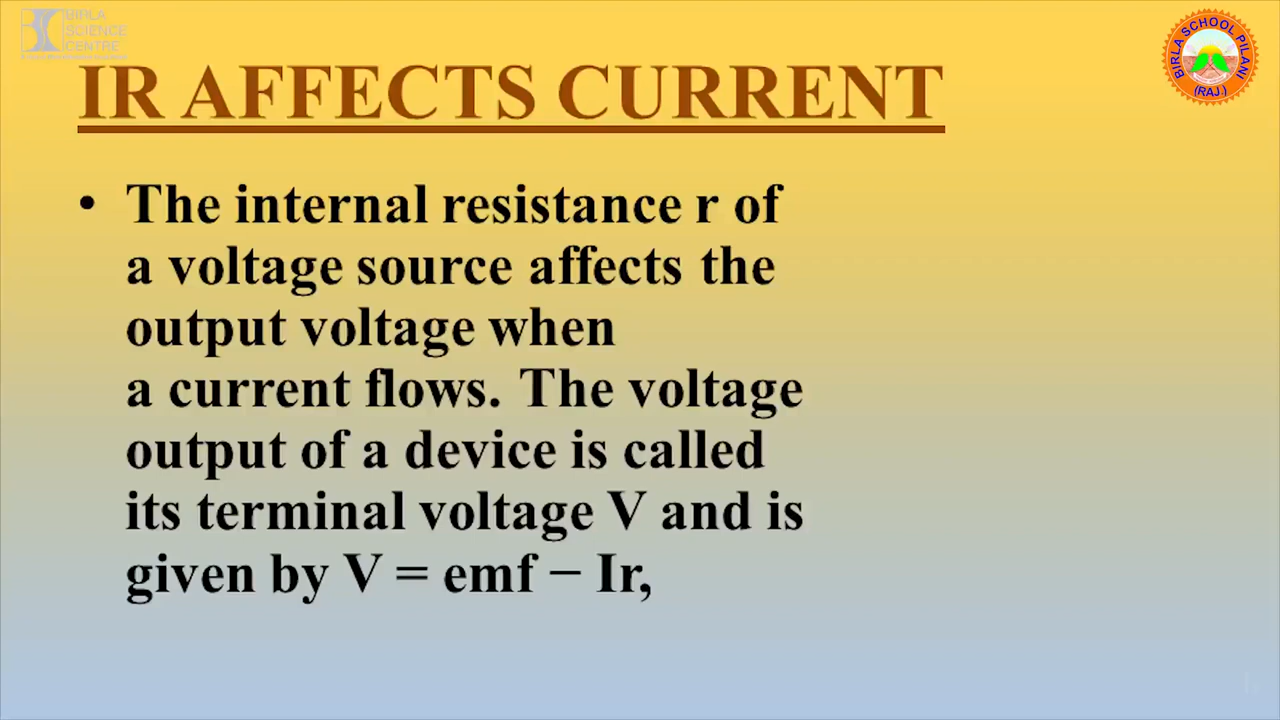 BIRLA
SCIENCE
CENTRE
BIRLA SCHOOL PILANI
(RAJ.)
IR AFFECTS CURRENT
• The internal resistance r of
a voltage source affects the
output voltage when
a current flows. The voltage
output of a device is called
its terminal voltage V and is
given by V = emf − Ir,